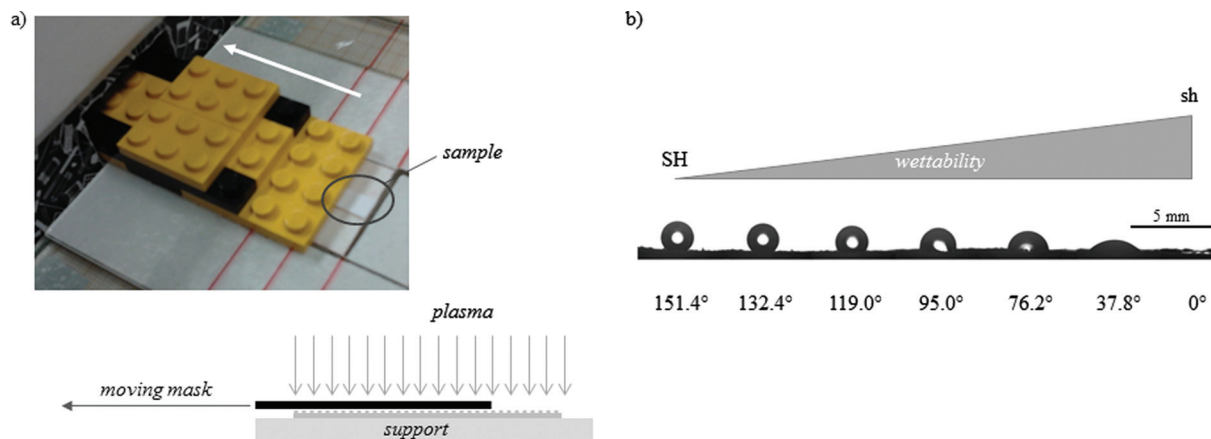 a)
sample
plasma
moving mask
support
b)
sh
SH
wettability
5 mm
151.4° 132.4° 119.0° 95.0° 76.2° 37.8° 0°